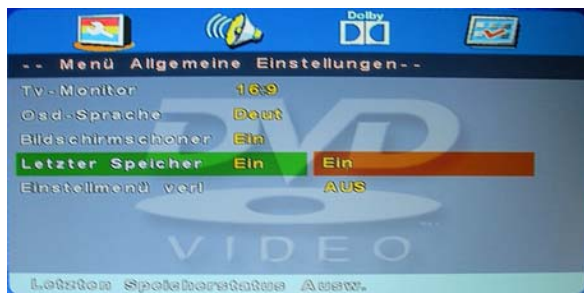 Dolby
-- Menü Allgemeine Einstellungen--
Tv-Monitor 16:9
Osd-Sprache Deut
Bildschirmschoner Ein
Letzter Speicher Ein Ein
Einstellmenü verl AUS
DVD
VIDEO
Letzten Speicherstatus Ausw.